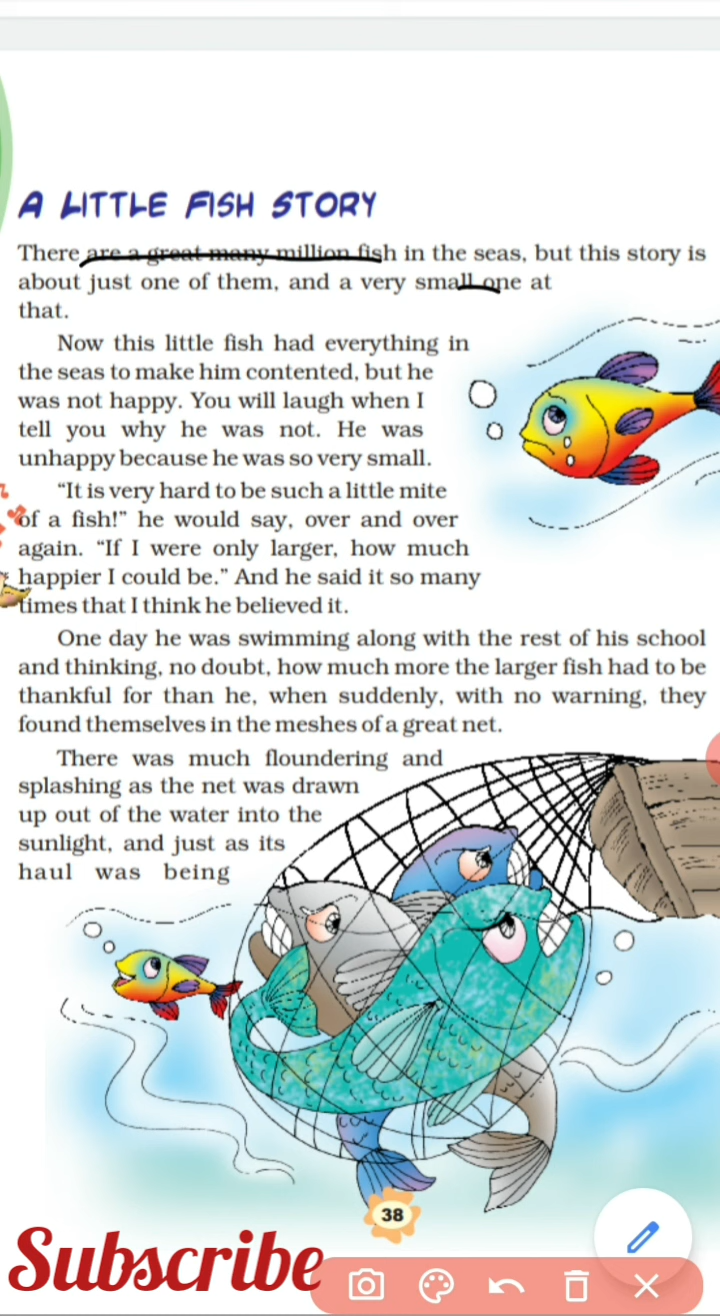 A LITTLE FISH STORY
There are a great many million fish in the seas, but this story is
about just one of them, and a very small one at
that.
Now this little fish had everything in
the seas to make him contented, but he
was not happy. You will laugh when I
tell you why he was not. He was
unhappy because he was so very small.
“It is very hard to be such a little mite
of a fish!” he would say, over and over
again. “If I were only larger, how much
happier I could be.” And he said it so many
times that I think he believed it.
One day he was swimming along with the rest of his school
and thinking, no doubt, how much more the larger fish had to be
thankful for than he, when suddenly, with no warning, they
found themselves in the meshes of a great net.
There was much floundering and
splashing as the net was drawn
up out of the water into the
sunlight, and just as its
haul was being
38
Subscribe